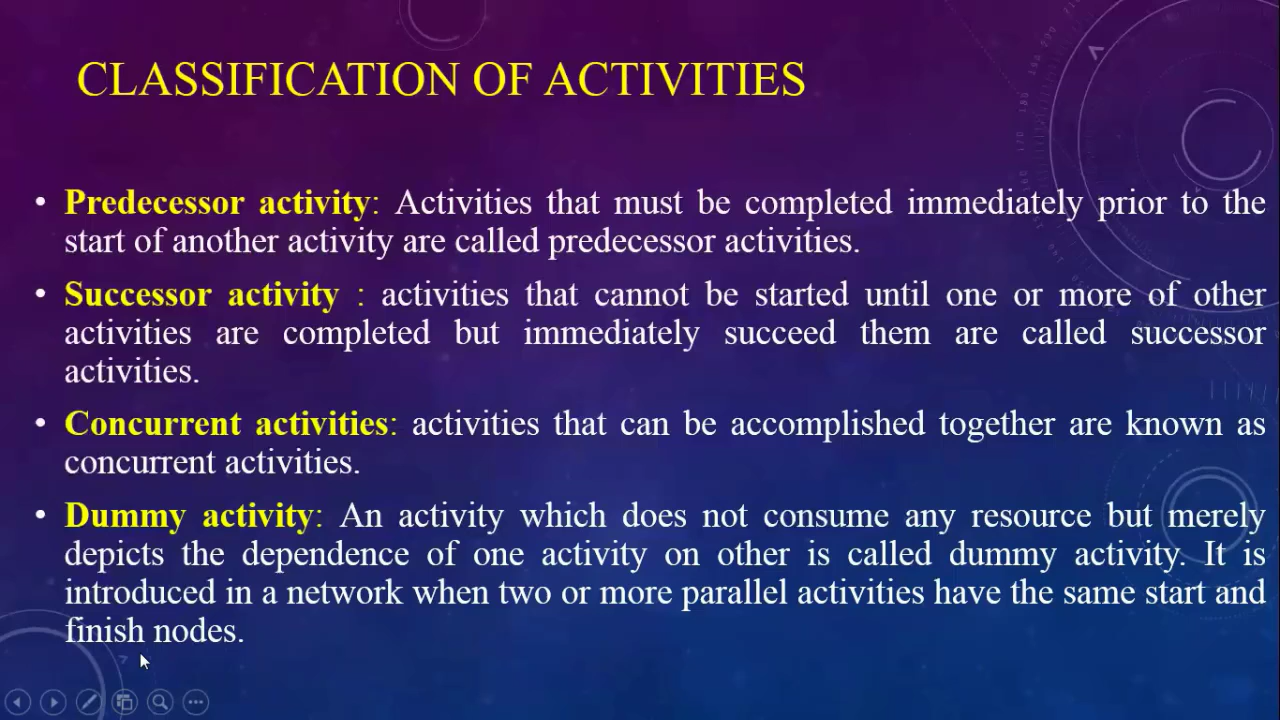 CLASSIFICATION OF ACTIVITIES
• Predecessor activity: Activities that must be completed immediately prior to the
start of another activity are called predecessor activities.
• Successor activity : activities that cannot be started until one or more of other
activities are completed but immediately succeed them are called successor
activities.
• Concurrent activities: activities that can be accomplished together are known as
concurrent activities.
• Dummy activity: An activity which does not consume any resource but merely
depicts the dependence of one activity on other is called dummy activity. It is
introduced in a network when two or more parallel activities have the same start and
finish nodes.